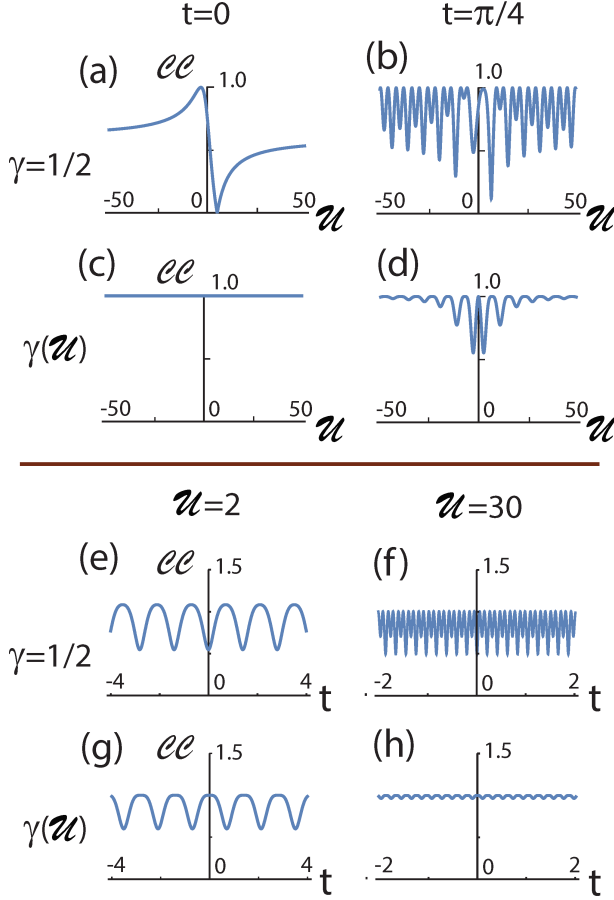 t=0 t=π/4
(a) 𝒞𝒞 1.0 (b) 1.0
γ=1/2
-50 0 50 𝒰 -50 0 50 𝒰
(c) 𝒞𝒞 1.0 (d) 1.0
γ(𝒰)
-50 0 50 𝒰 -50 0 50 𝒰
𝒰=2 𝒰=30
(e) 𝒞𝒞 1.5 (f) 1.5
γ=1/2
-4 0 4 t -2 0 2 t
(g) 𝒞𝒞 1.5 (h) 1.5
γ(𝒰)
-4 0 4 t -2 0 2 t